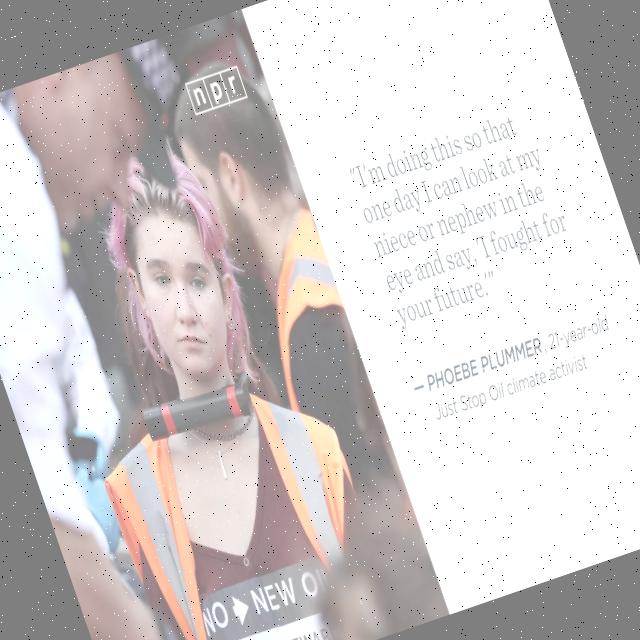 npr
"I'm doing this so that
one day I can look at my
niece or nephew in the
eye and say, 'I fought for
your future.'"
— PHOEBE PLUMMER, 21-year-old
Just Stop Oil climate activist
NO NEW